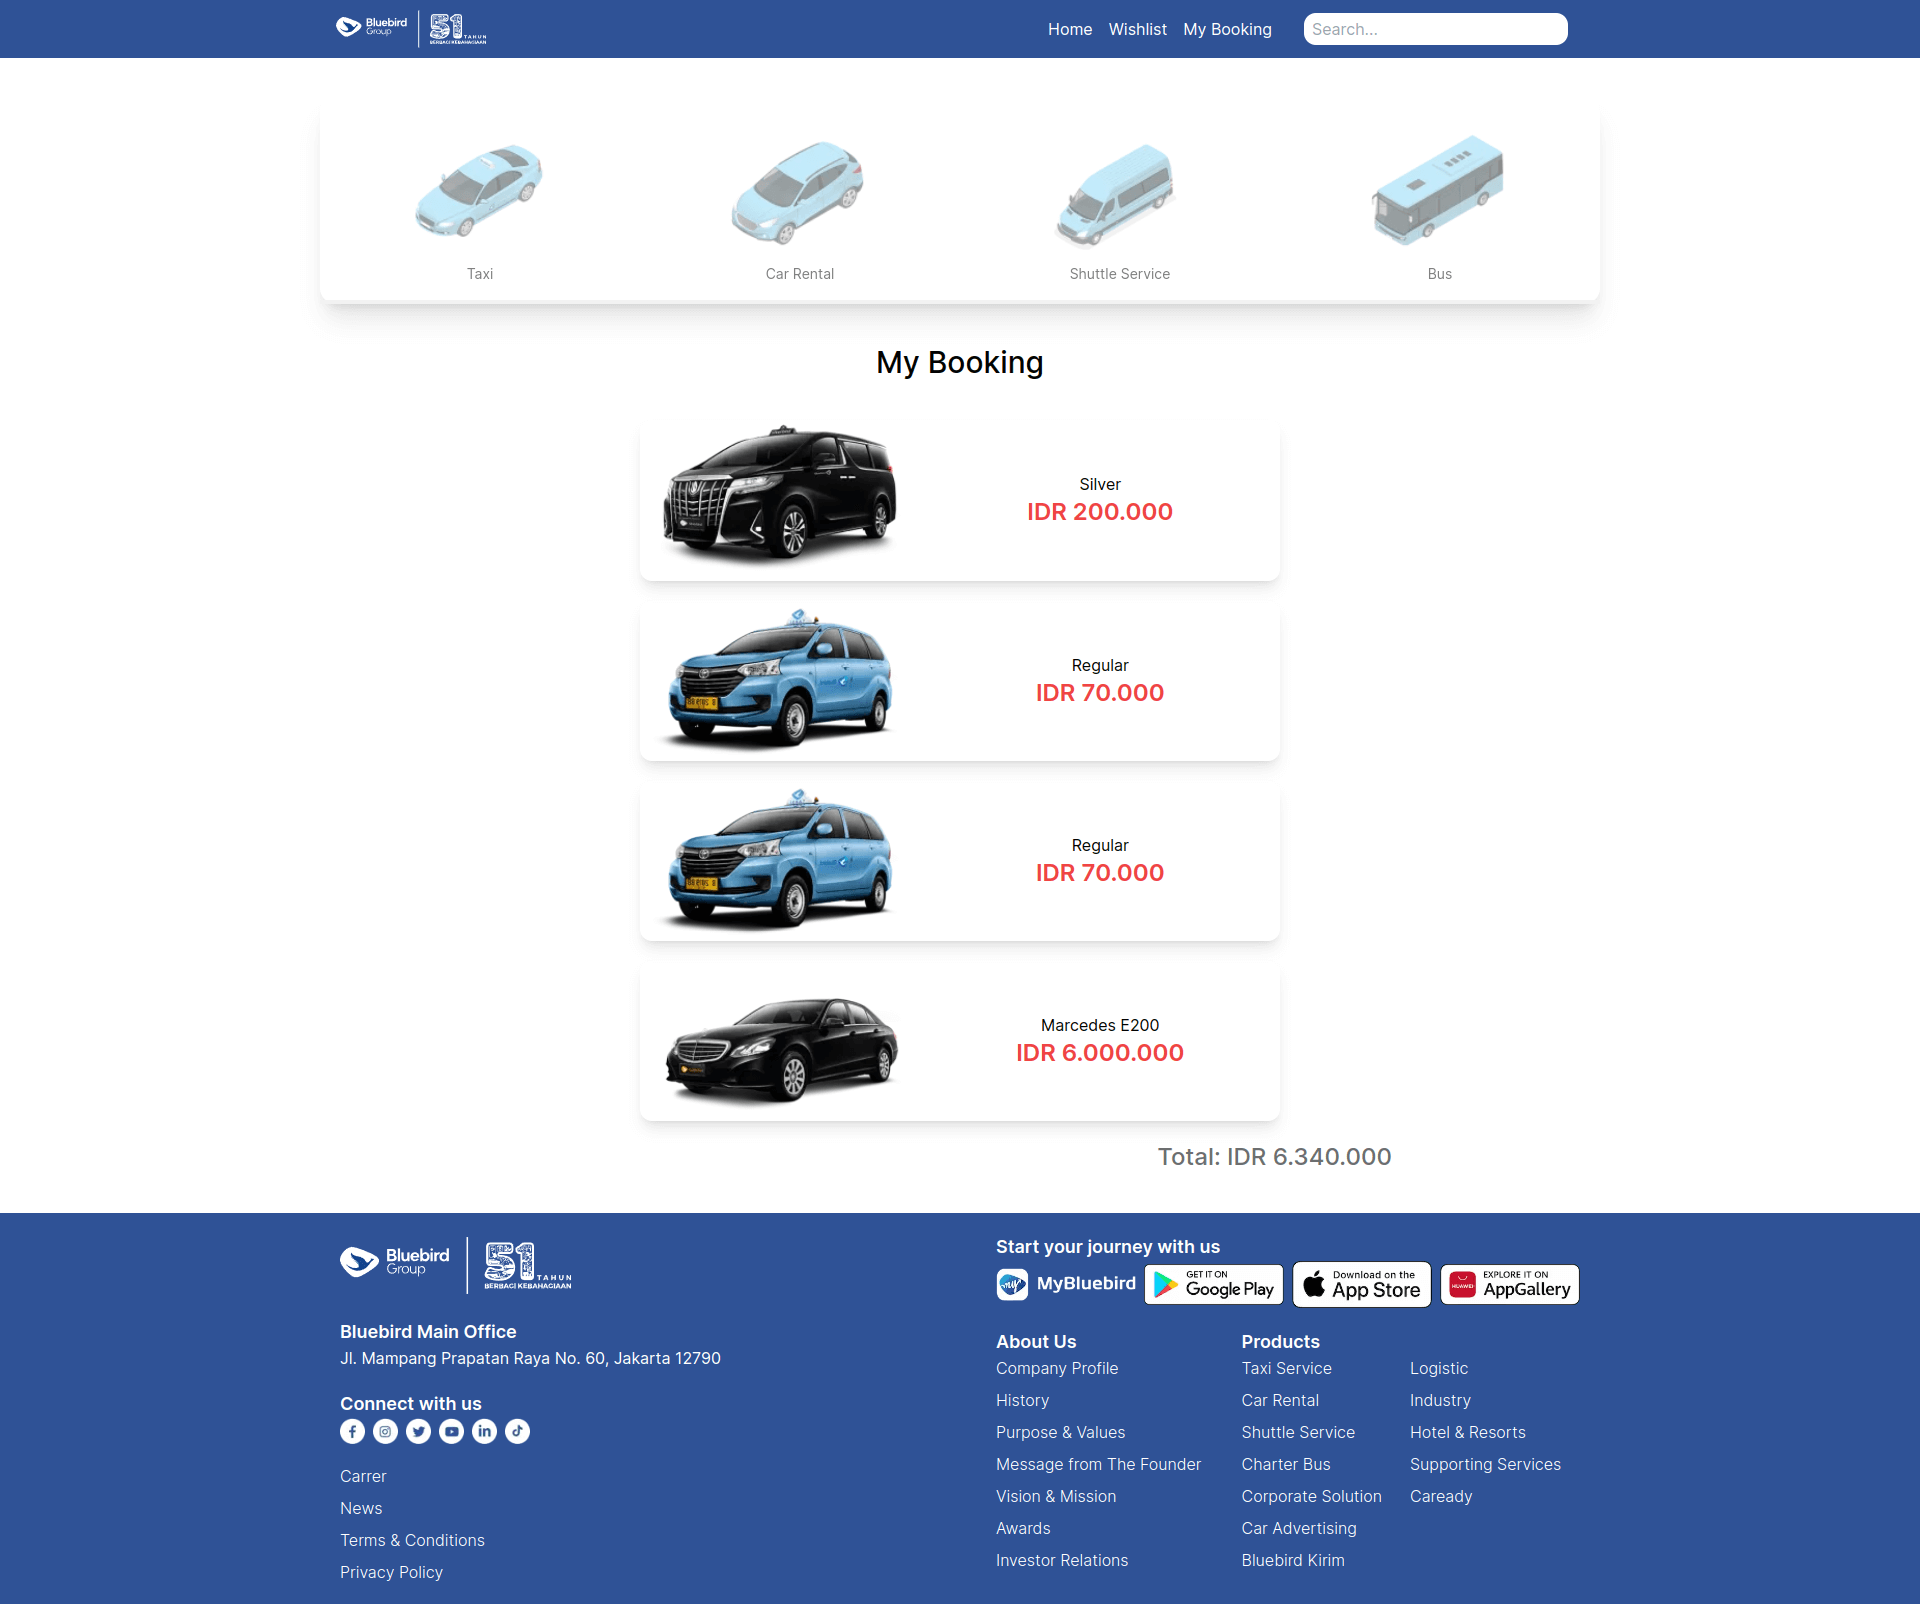 Bluebird Group 51 TAHUN BERBAGI KEBAHAGIAAN
Home Wishlist My Booking Search...
Taxi Car Rental Shuttle Service Bus
My Booking
Silver
IDR 200.000
Regular
IDR 70.000
Regular
IDR 70.000
Marcedes E200
IDR 6.000.000
Total: IDR 6.340.000
Bluebird Group 51 TAHUN BERBAGI KEBAHAGIAAN
Bluebird Main Office
Jl. Mampang Prapatan Raya No. 60, Jakarta 12790
Connect with us
Carrer
News
Terms & Conditions
Privacy Policy
Start your journey with us
my MyBluebird
GET IT ON Google Play
Download on the App Store
HUAWEI EXPLORE IT ON AppGallery
About Us
Company Profile
History
Purpose & Values
Message from The Founder
Vision & Mission
Awards
Investor Relations
Products
Taxi Service
Car Rental
Shuttle Service
Charter Bus
Corporate Solution
Car Advertising
Bluebird Kirim
Logistic
Industry
Hotel & Resorts
Supporting Services
Caready